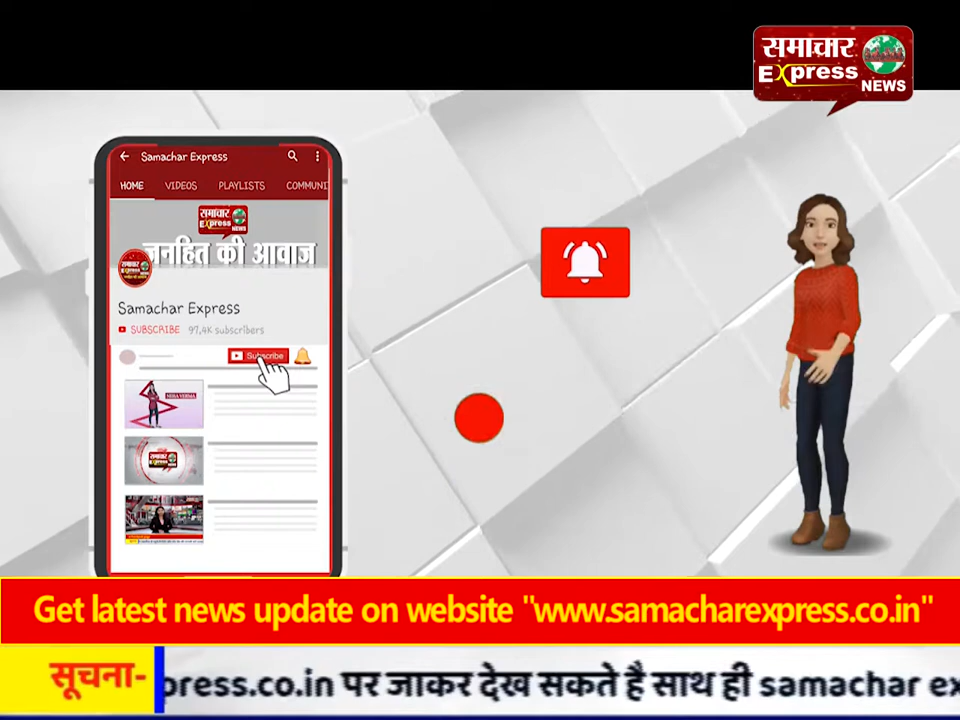 समाचार
Express
NEWS
Samachar Express
HOME VIDEOS PLAYLISTS COMMUNI
समाचार
Express
NEWS
जनहित की आवाज
Samachar Express
SUBSCRIBE 97.4K subscribers
Subscribe
Get latest news update on website "www.samacharexpress.co.in"
सूचना- press.co.in पर जाकर देख सकते है साथ ही samachar ex